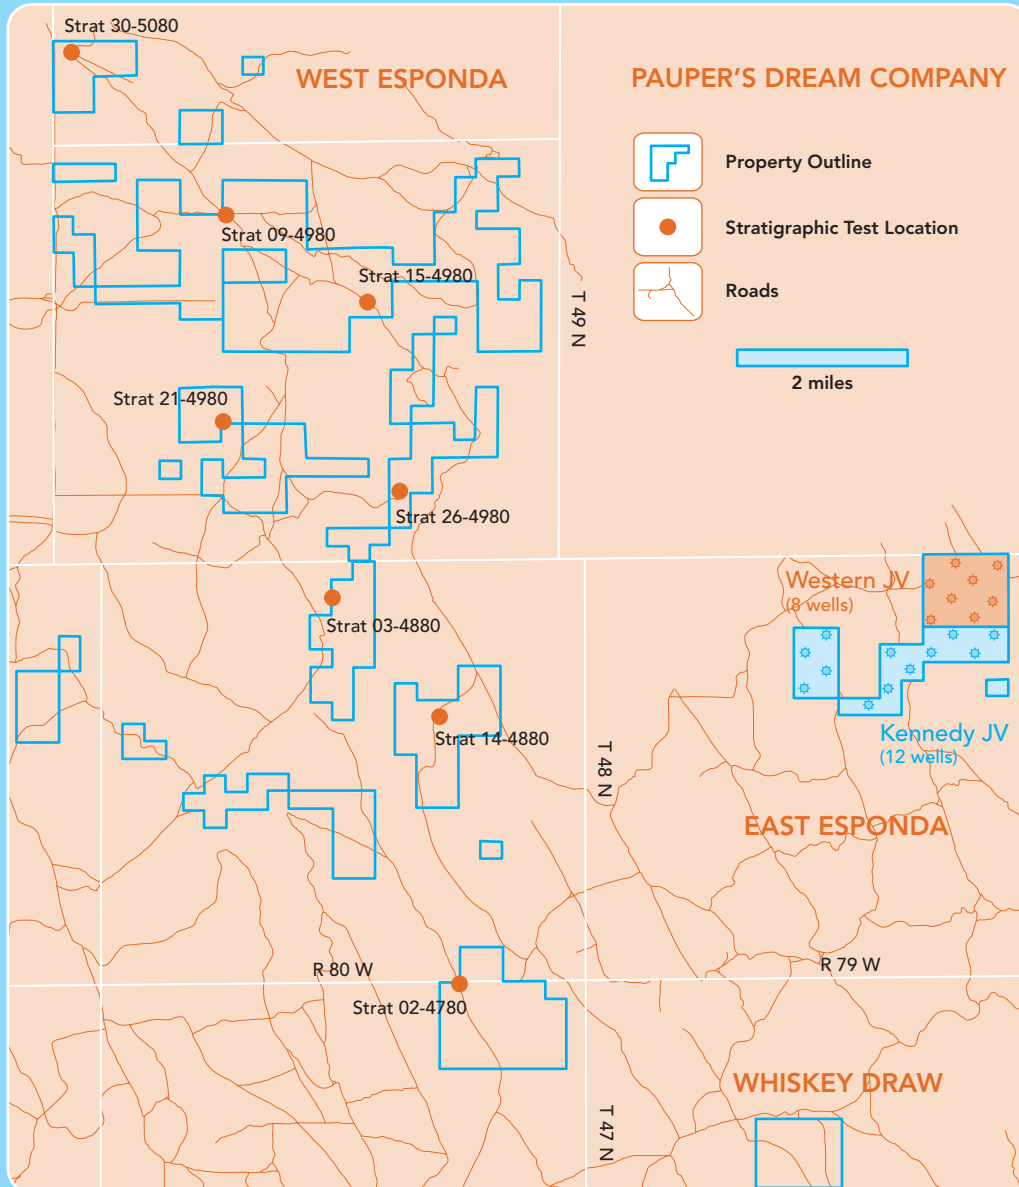 Strat 30-5080
WEST ESPONDA
PAUPER'S DREAM COMPANY
Property Outline
Stratigraphic Test Location
Roads
2 miles
Strat 09-4980
Strat 15-4980
T 49 N
Strat 21-4980
Strat 26-4980
Western JV
(8 wells)
Strat 03-4880
Kennedy JV
(12 wells)
Strat 14-4880
T 48 N
EAST ESPONDA
R 80 W
R 79 W
Strat 02-4780
WHISKEY DRAW
T 47 N